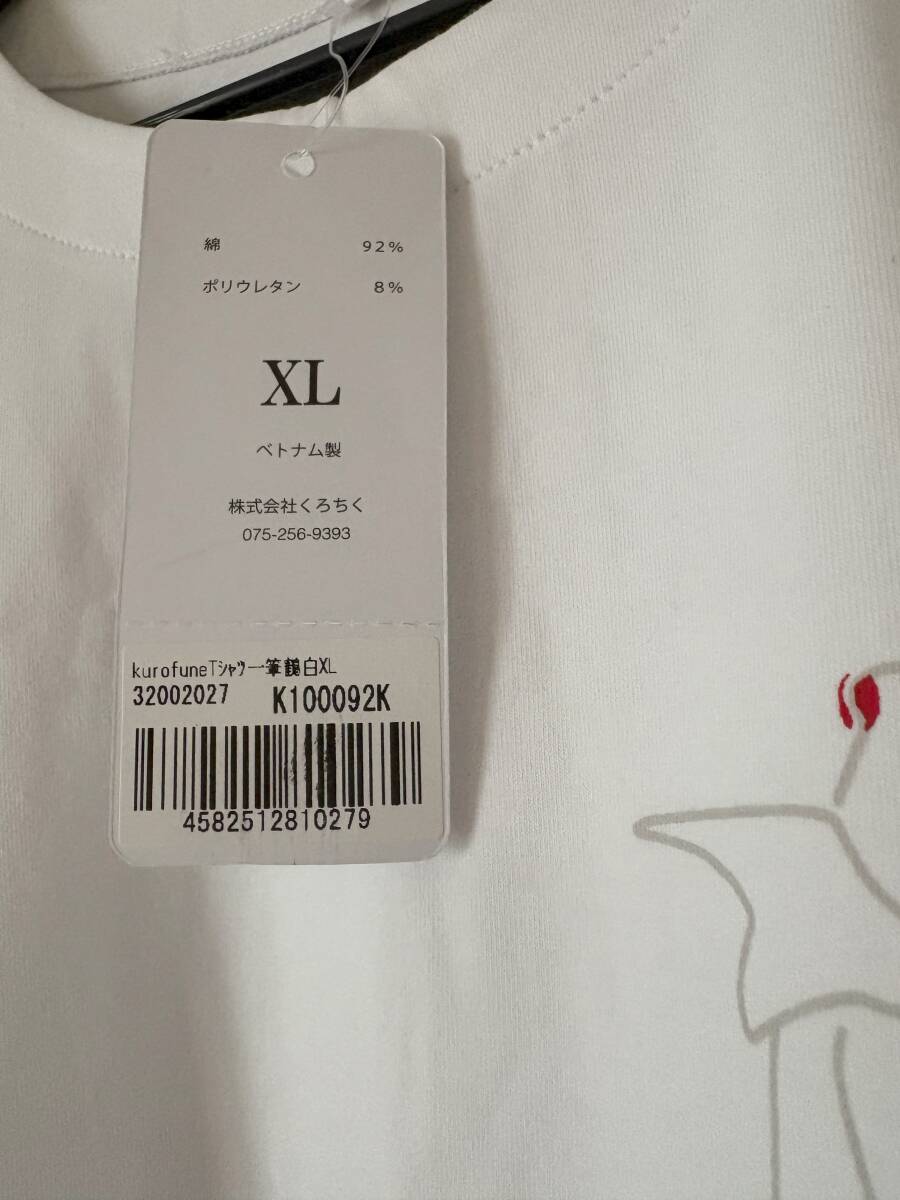 綿 92%
ポリウレタン 8%
XL
ベトナム製
株式会社くろちく
075-256-9393
kurofuneTｼｬﾂ一筆鶴白XL
32002027 K100092K
4582512810279